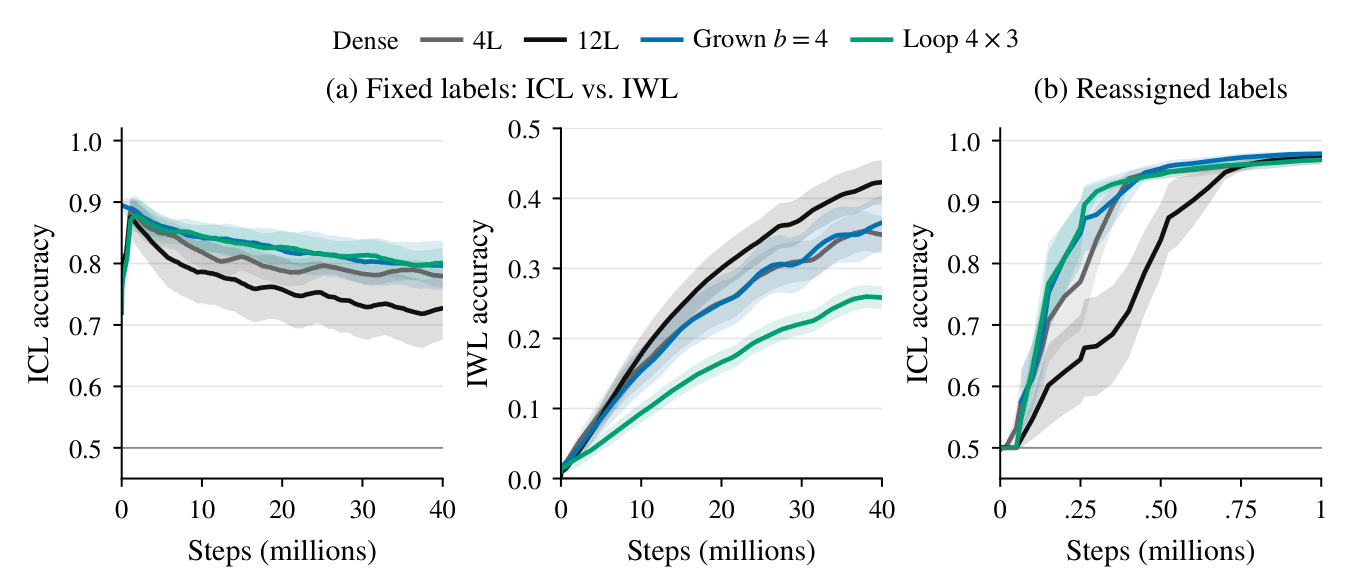 Dense 4L 12L Grown b = 4 Loop 4 × 3
(a) Fixed labels: ICL vs. IWL
(b) Reassigned labels
ICL accuracy
1.0
0.9
0.8
0.7
0.6
0.5
0 10 20 30 40
Steps (millions)
IWL accuracy
0.5
0.4
0.3
0.2
0.1
0.0
0 10 20 30 40
Steps (millions)
ICL accuracy
1.0
0.9
0.8
0.7
0.6
0.5
0 .25 .50 .75 1
Steps (millions)